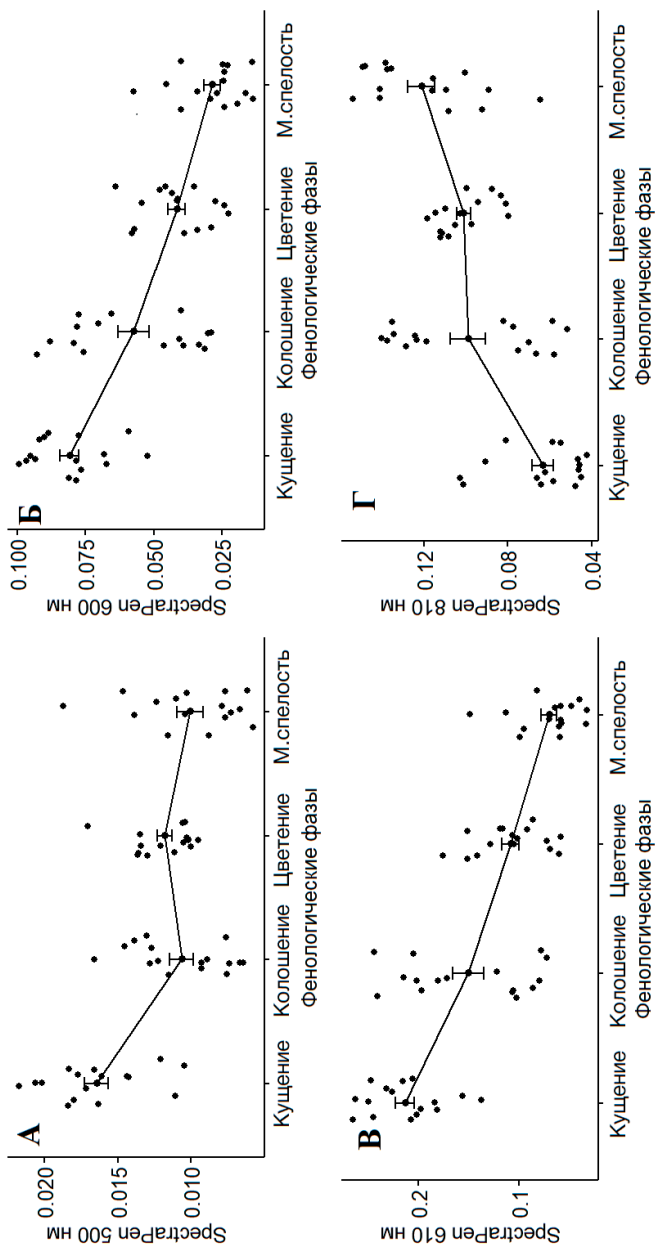 А
SpectraPen 500 нм
0.020
0.015
0.010
Кущение Колошение Цветение М.спелость
Фенологические фазы
Б
SpectraPen 600 нм
0.100
0.075
0.050
0.025
Кущение Колошение Цветение М.спелость
Фенологические фазы
В
SpectraPen 610 нм
0.2
0.1
Кущение Колошение Цветение М.спелость
Фенологические фазы
Г
SpectraPen 810 нм
0.12
0.08
0.04
Кущение Колошение Цветение М.спелость
Фенологические фазы